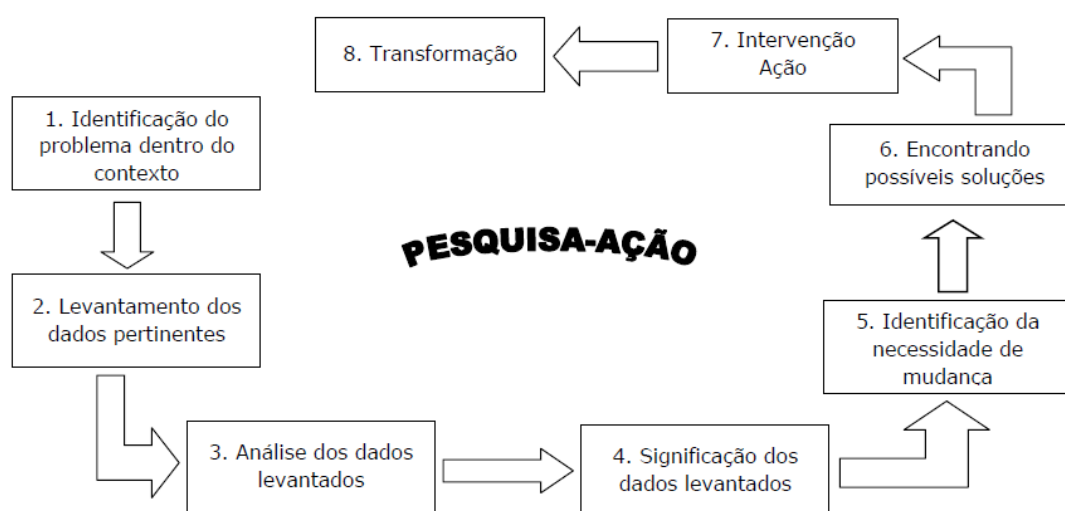 1. Identificação do
problema dentro do
contexto
2. Levantamento dos
dados pertinentes
3. Análise dos dados
levantados
4. Significação dos
dados levantados
5. Identificação da
necessidade de
mudança
6. Encontrando
possíveis soluções
7. Intervenção
Ação
8. Transformação
PESQUISA-AÇÃO